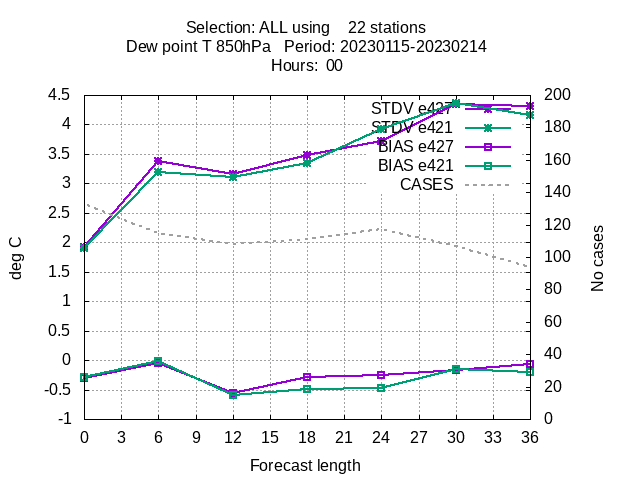 Selection: ALL using    22 stations
Dew point T 850hPa   Period: 20230115-20230214
Hours:  00
4.5
4
3.5
3
2.5
2
1.5
1
0.5
0
-0.5
-1
deg C
STDV e427
STDV e421
BIAS e427
BIAS e421
CASES
200
180
160
140
120
100
80
60
40
20
0
No cases
0 3 6 9 12 15 18 21 24 27 30 33 36
Forecast length